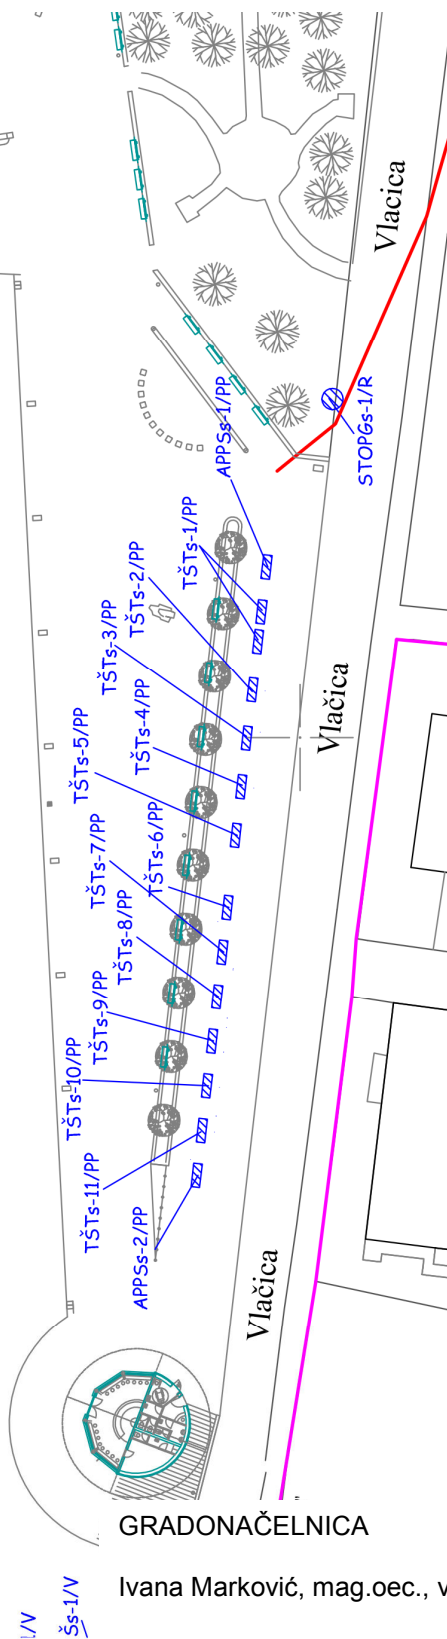 Vlacica
APPSs-1/PP
STOPGs-1/R
TŠTs-1/PP
TŠTs-2/PP
TŠTs-3/PP
TŠTs-4/PP
Vlačica
TŠTs-5/PP
TŠTs-6/PP
TŠTs-7/PP
TŠTs-8/PP
TŠTs-9/PP
TŠTs-10/PP
TŠTs-11/PP
APPSs-2/PP
Vlačica
GRADONAČELNICA
Ivana Marković, mag.oec., v
Šs-1/V
1/V